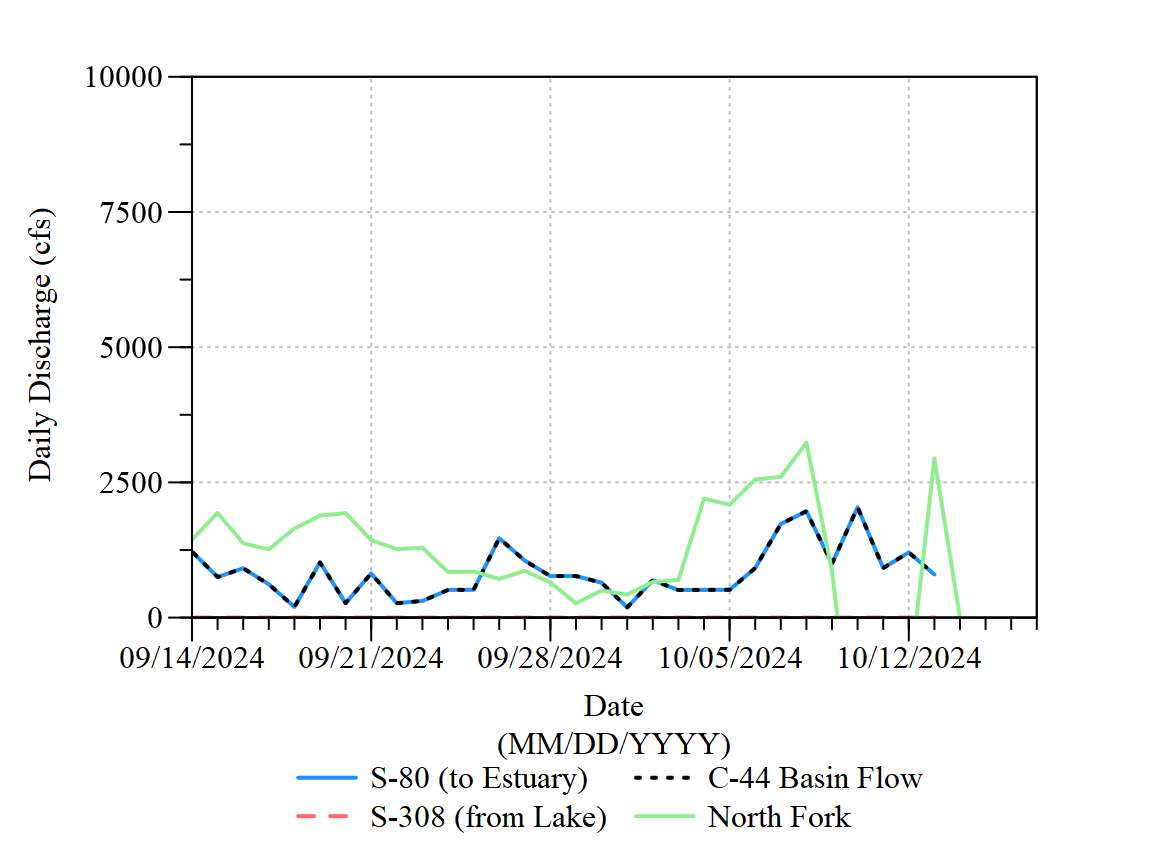 10000
7500
5000
2500
0
Daily Discharge (cfs)
09/14/2024 09/21/2024 09/28/2024 10/05/2024 10/12/2024
Date
(MM/DD/YYYY)
S-80 (to Estuary) C-44 Basin Flow
S-308 (from Lake) North Fork